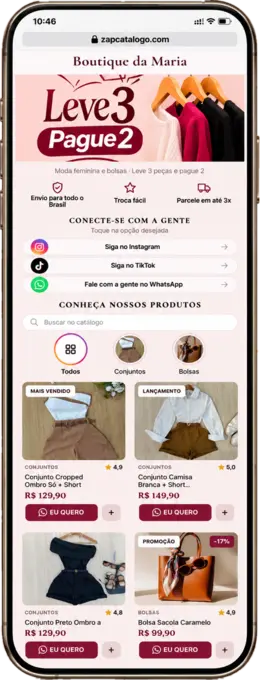 10:46
zapcatalogo.com
Boutique da Maria
Leve 3
Pague 2
Moda feminina e bolsas · Leve 3 peças e pague 2
Envio para todo o
Brasil
Troca fácil
Parcele em até 3x
CONECTE-SE COM A GENTE
Toque na opção desejada
Siga no Instagram →
Siga no TikTok →
Fale com a gente no WhatsApp →
CONHEÇA NOSSOS PRODUTOS
Buscar no catálogo
Todos
Conjuntos
Bolsas
MAIS VENDIDO
CONJUNTOS ★ 4,9
Conjunto Cropped
Ombro Só + Short
R$ 129,90
EU QUERO +
LANÇAMENTO
CONJUNTOS ★ 5,0
Conjunto Camisa
Branca + Short...
R$ 149,90
EU QUERO +
CONJUNTOS ★ 4,8
Conjunto Preto Ombro a
R$ 129,90
EU QUERO +
PROMOÇÃO -17%
BOLSAS ★ 4,9
Bolsa Sacola Caramelo
R$ 99,90
EU QUERO +